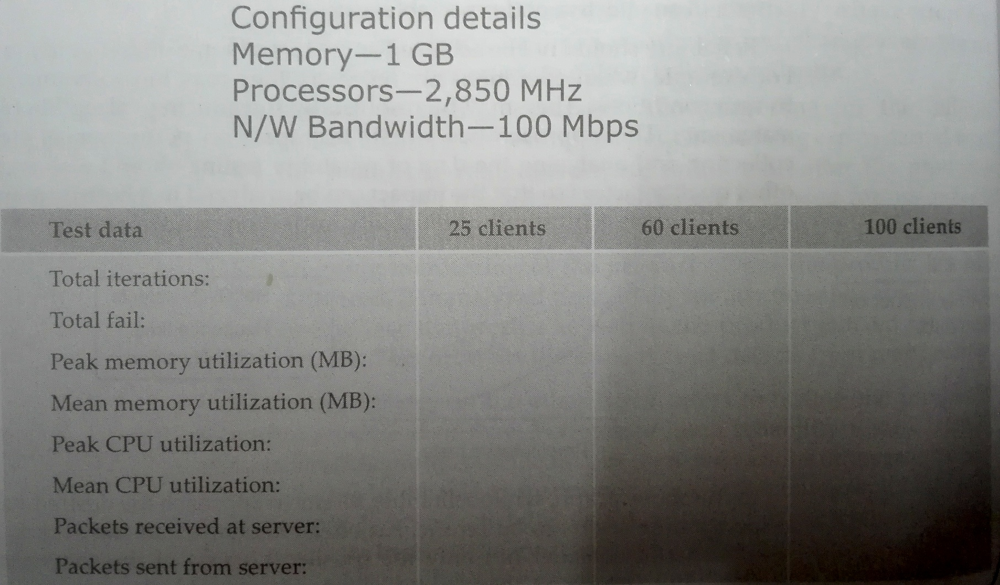 Configuration details
Memory—1 GB
Processors—2,850 MHz
N/W Bandwidth—100 Mbps
Test data 25 clients 60 clients 100 clients
Total iterations:
Total fail:
Peak memory utilization (MB):
Mean memory utilization (MB):
Peak CPU utilization:
Mean CPU utilization:
Packets received at server:
Packets sent from server: